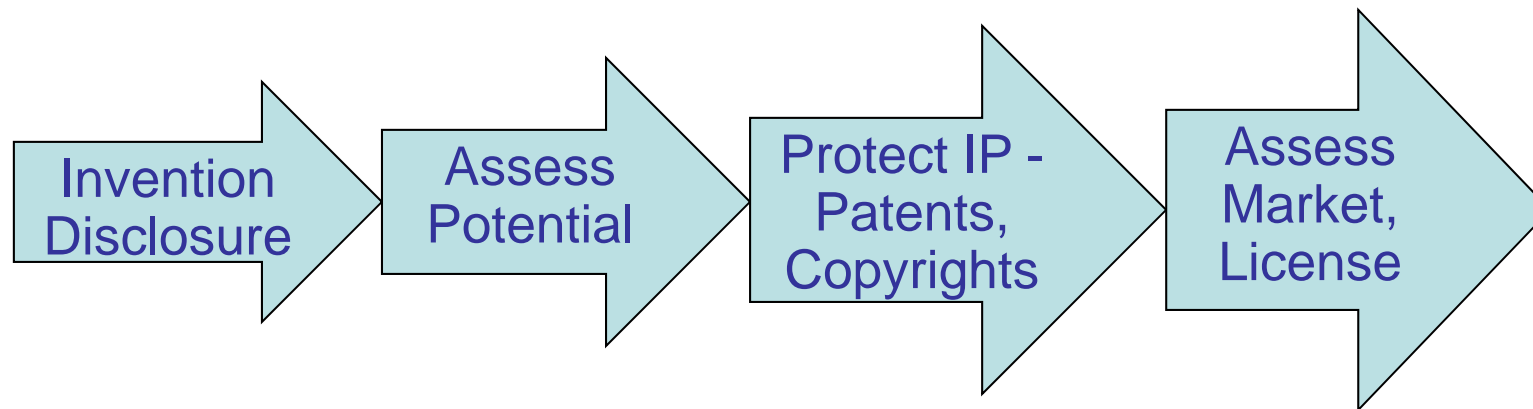 Invention
Disclosure
Assess
Potential
Protect IP -
Patents,
Copyrights
Assess
Market,
License